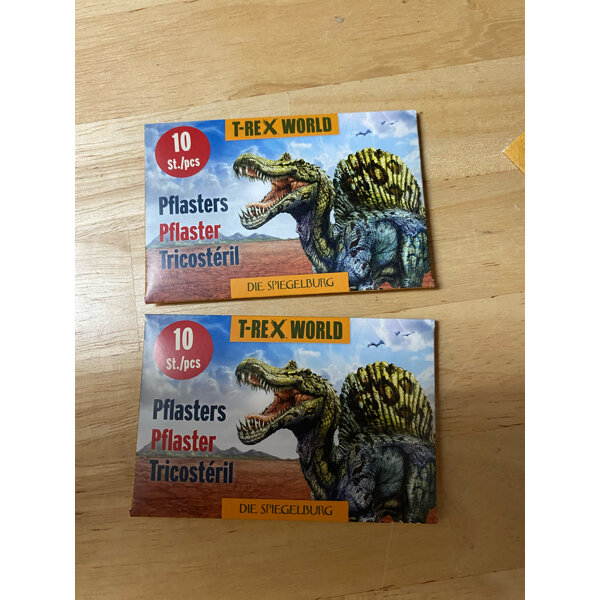 10
St./pcs
T-REX WORLD
Pflasters
Pflaster
Tricostéril
DIE SPIEGELBURG
10
St./pcs
T-REX WORLD
Pflasters
Pflaster
Tricostéril
DIE SPIEGELBURG